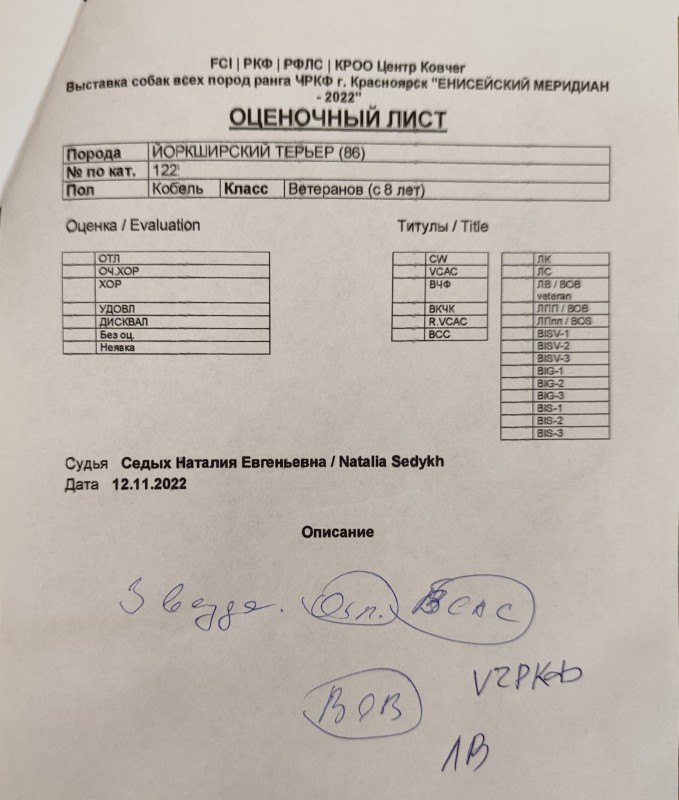 FCI | РКФ | РФЛС | КРОО Центр Ковчег
Выставка собак всех пород ранга ЧРКФ г. Красноярск "ЕНИСЕЙСКИЙ МЕРИДИАН
- 2022"
ОЦЕНОЧНЫЙ ЛИСТ
Порода ЙОРКШИРСКИЙ ТЕРЬЕР (86)
№ по кат. 122
Пол Кобель Класс Ветеранов (с 8 лет)
Оценка / Evaluation
ОТЛ
ОЧ.ХОР
ХОР
УДОВЛ
ДИСКВАЛ
Без оц.
Неявка
Титулы / Title
CW
VCAC
ВЧФ
ВКЧК
R.VCAC
ВСС
ЛК
ЛС
ЛВ / BOB
veteran
ЛПП / BOB
ЛПпп / BOS
BISV-1
BISV-2
BISV-3
BIG-1
BIG-2
BIG-3
BIS-1
BIS-2
BIS-3
Судья Седых Наталия Евгеньевна / Natalia Sedykh
Дата 12.11.2022
Описание
Звезда.
BOB
ЛВ